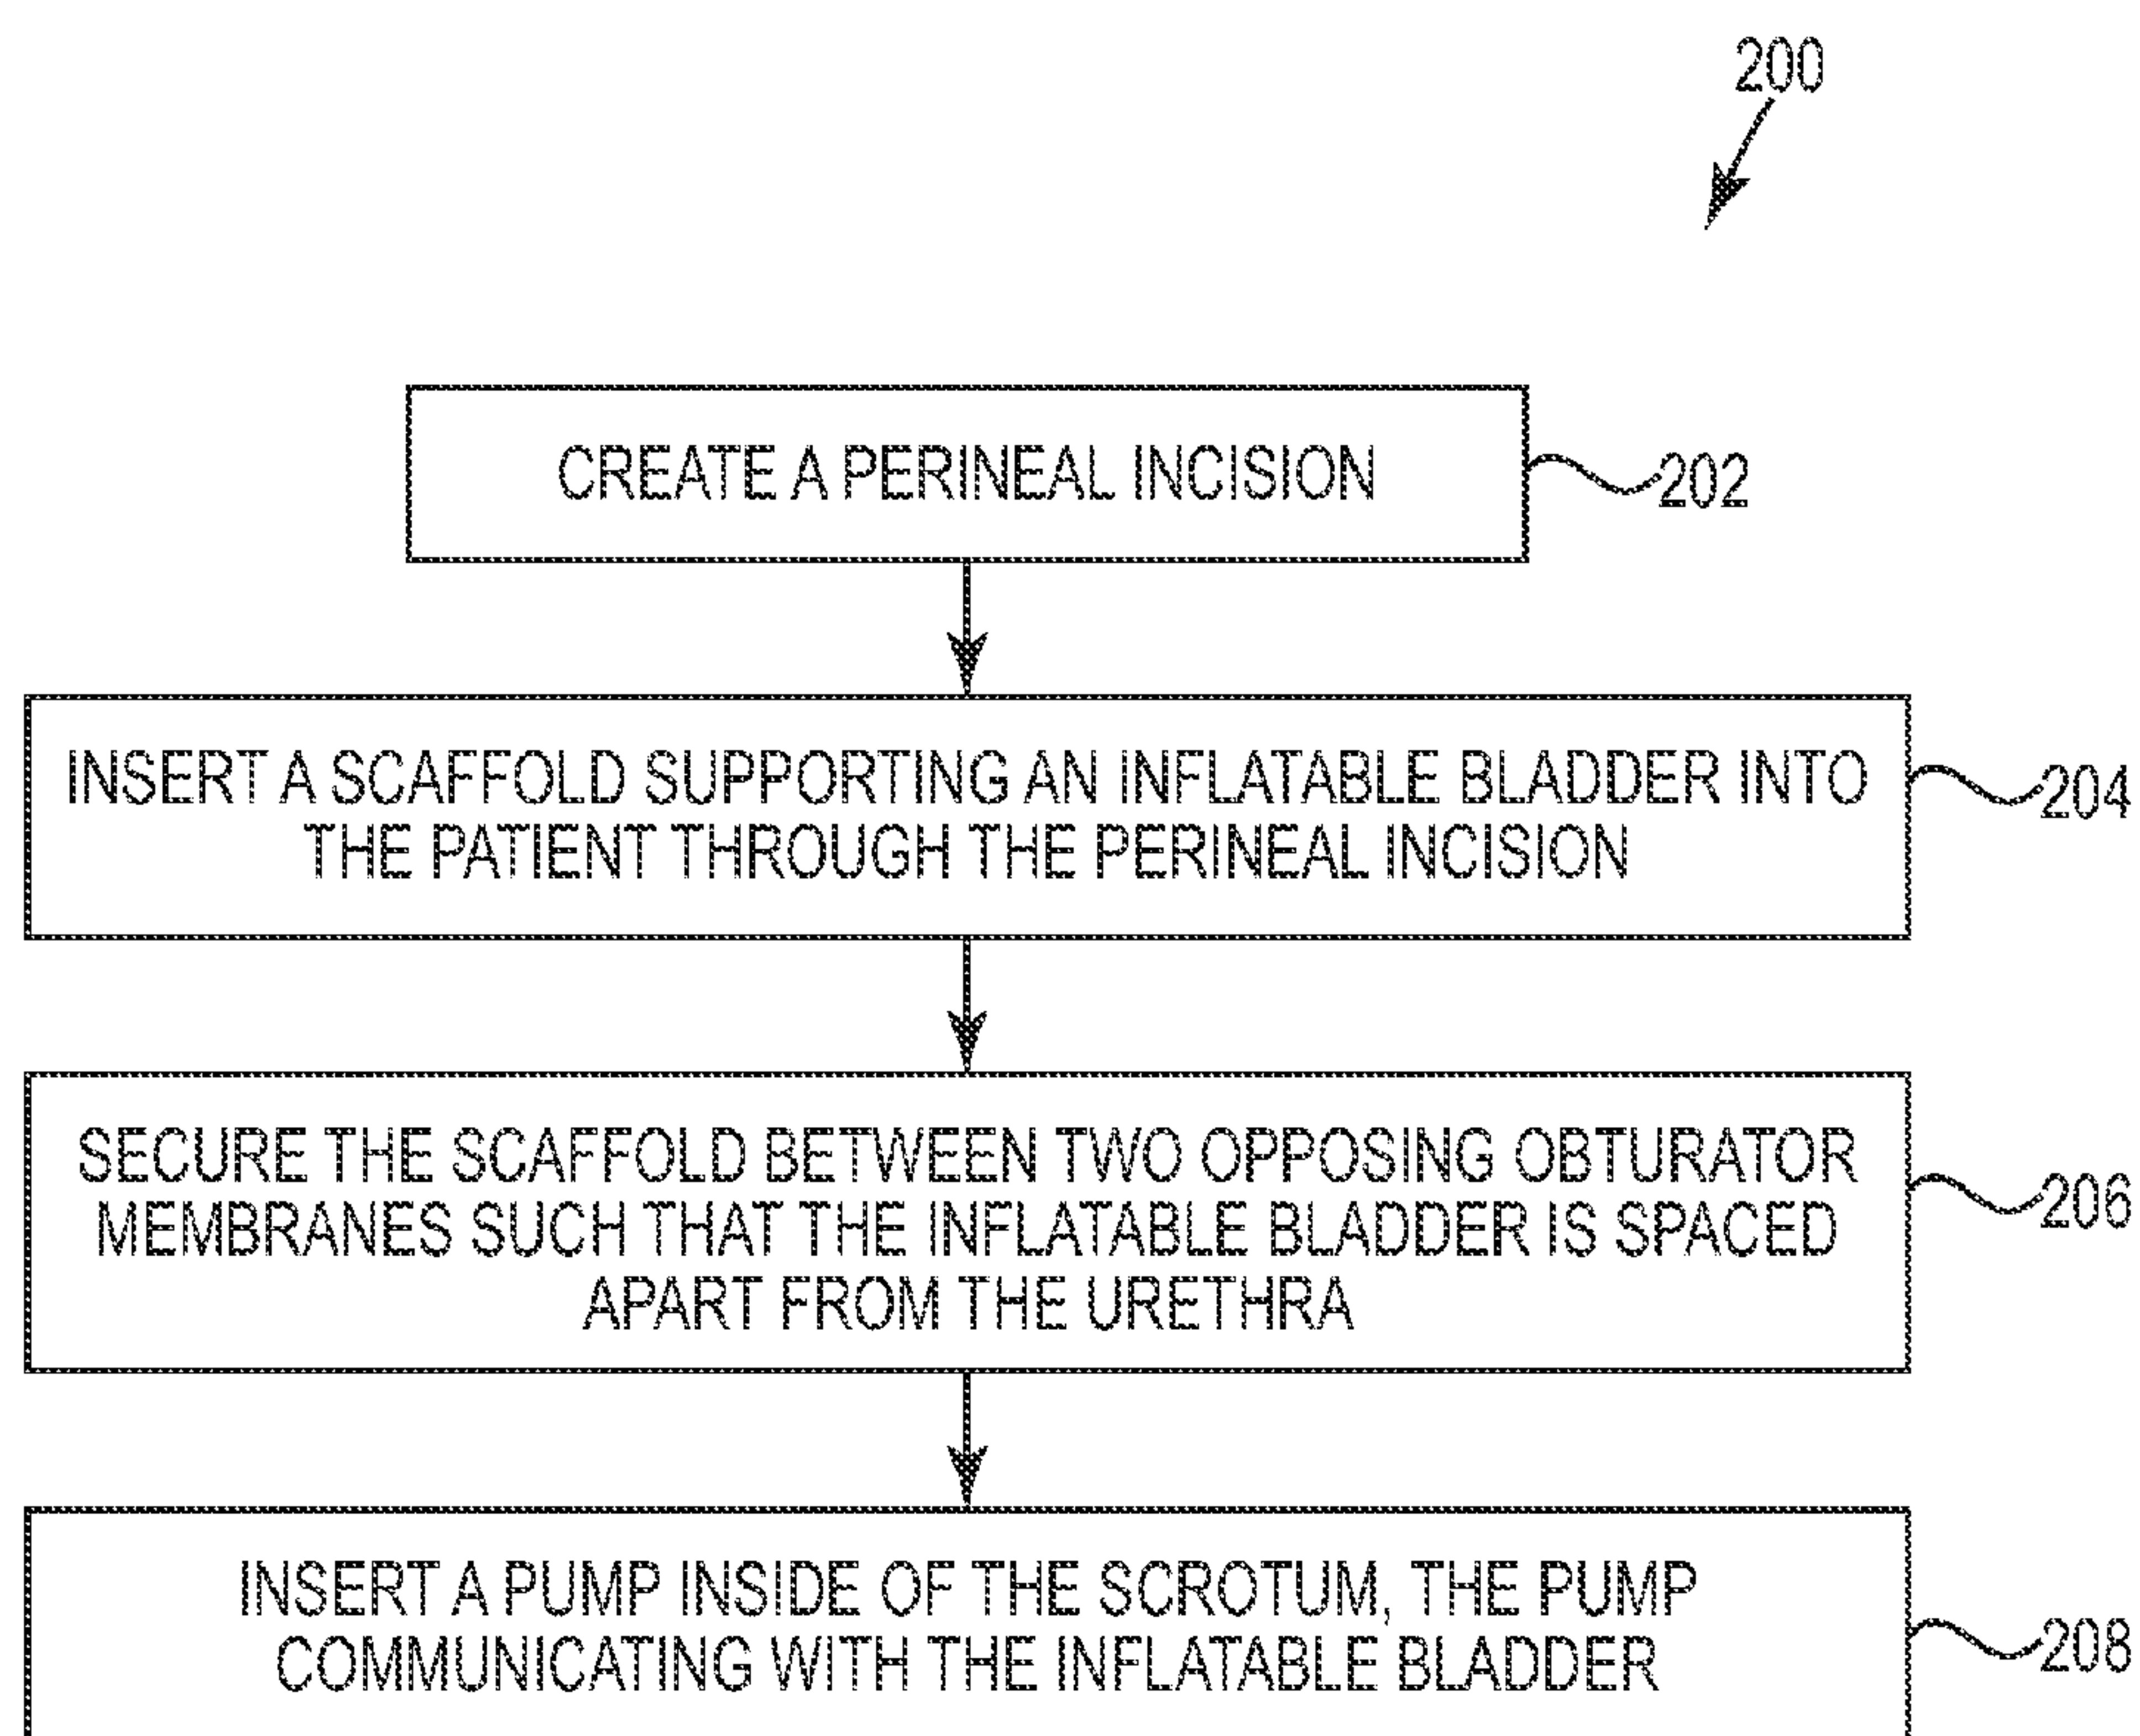 200
CREATE A PERINEAL INCISION
202
INSERT A SCAFFOLD SUPPORTING AN INFLATABLE BLADDER INTO
THE PATIENT THROUGH THE PERINEAL INCISION
204
SECURE THE SCAFFOLD BETWEEN TWO OPPOSING OBTURATOR
MEMBRANES SUCH THAT THE INFLATABLE BLADDER IS SPACED
APART FROM THE URETHRA
206
INSERT A PUMP INSIDE OF THE SCROTUM, THE PUMP
COMMUNICATING WITH THE INFLATABLE BLADDER
208